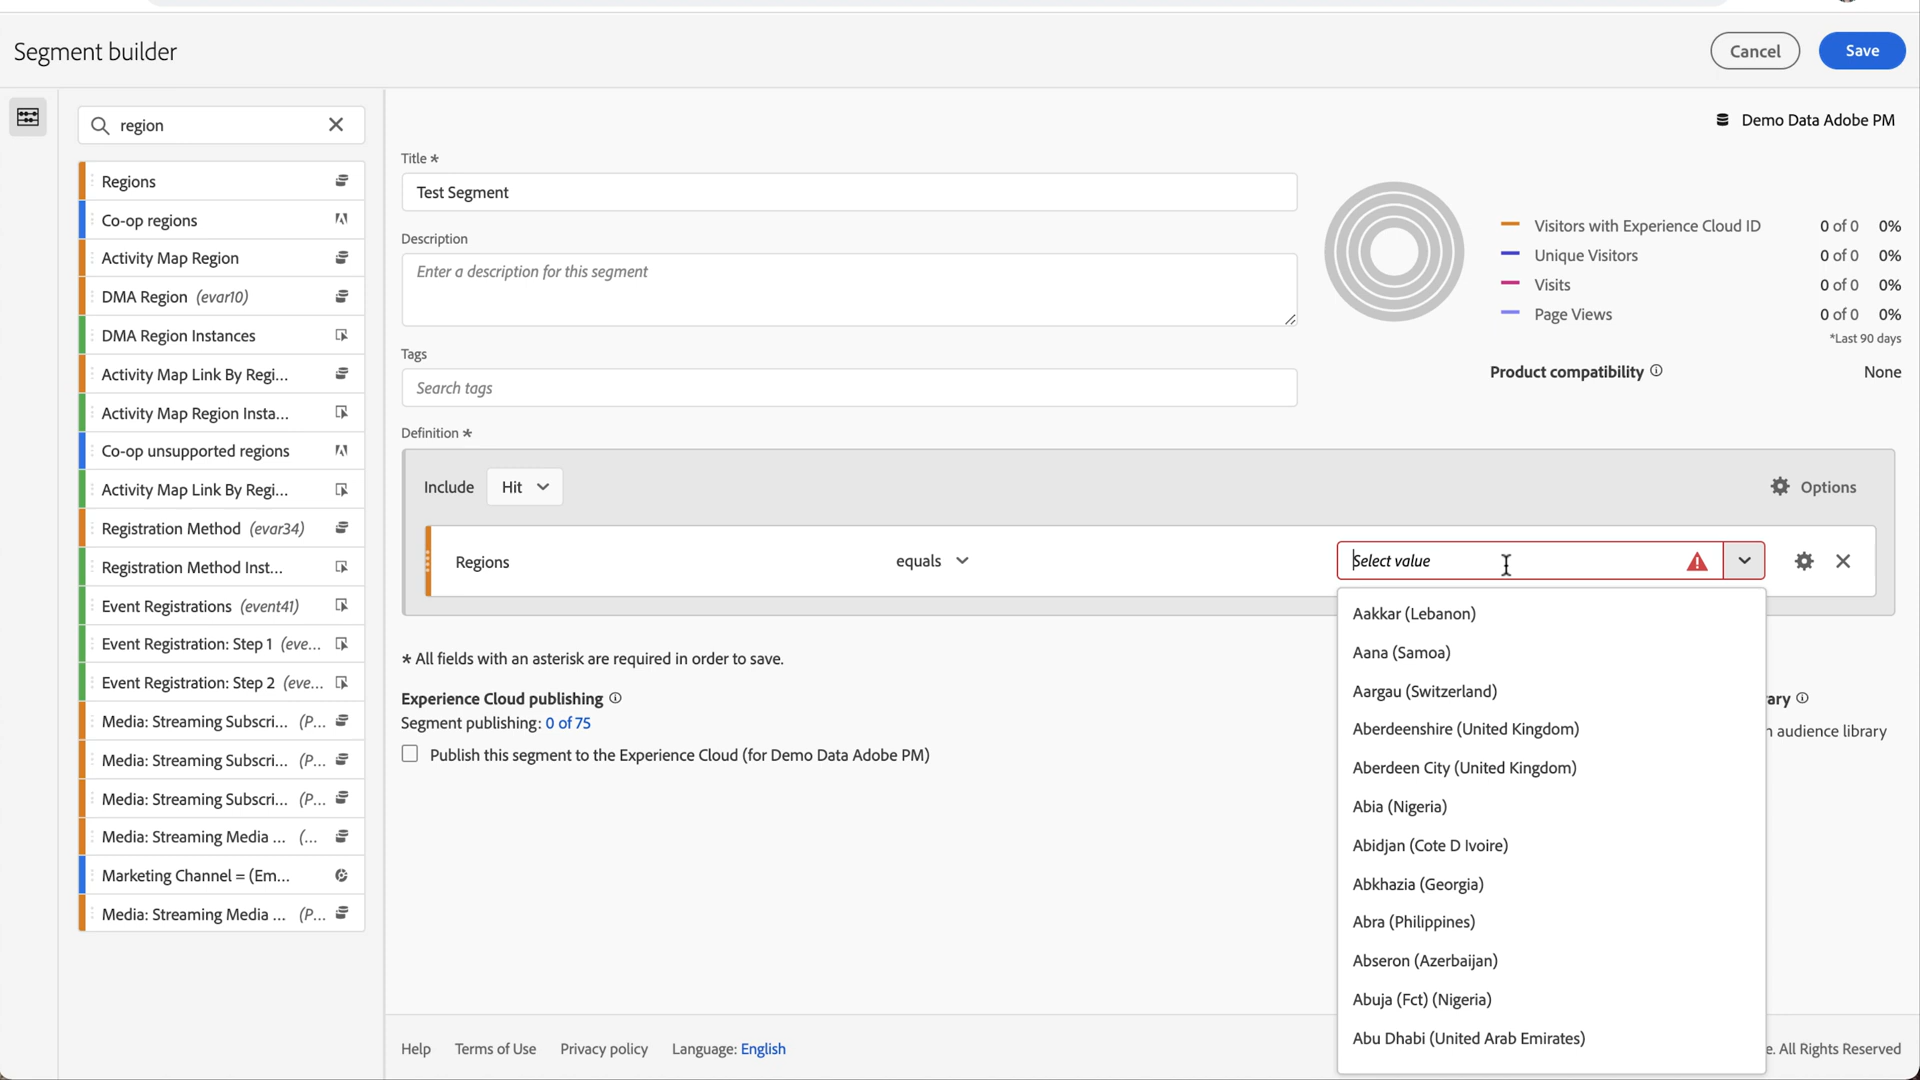 Segment builder
Cancel
Save
region
Demo Data Adobe PM
Regions
Co-op regions
Activity Map Region
DMA Region (evar10)
DMA Region Instances
Activity Map Link By Regi...
Activity Map Region Insta...
Co-op unsupported regions
Activity Map Link By Regi...
Registration Method (evar34)
Registration Method Inst...
Event Registrations (event41)
Event Registration: Step 1 (eve...
Event Registration: Step 2 (eve...
Media: Streaming Subscri... (P...
Media: Streaming Subscri... (P...
Media: Streaming Subscri... (P...
Media: Streaming Media ... (...
Marketing Channel = (Em...
Media: Streaming Media ... (P...
Title *
Test Segment
Description
Enter a description for this segment
Tags
Search tags
Visitors with Experience Cloud ID 0 of 0 0%
Unique Visitors 0 of 0 0%
Visits 0 of 0 0%
Page Views 0 of 0 0%
*Last 90 days
Product compatibility None
Definition *
Include Hit
Options
Regions equals Select value
Aakkar (Lebanon)
Aana (Samoa)
Aargau (Switzerland)
Aberdeenshire (United Kingdom)
Aberdeen City (United Kingdom)
Abia (Nigeria)
Abidjan (Cote D Ivoire)
Abkhazia (Georgia)
Abra (Philippines)
Abseron (Azerbaijan)
Abuja (Fct) (Nigeria)
Abu Dhabi (United Arab Emirates)
* All fields with an asterisk are required in order to save.
Experience Cloud publishing
Segment publishing: 0 of 75
Publish this segment to the Experience Cloud (for Demo Data Adobe PM)
ary
audience library
Help Terms of Use Privacy policy Language: English
e. All Rights Reserved